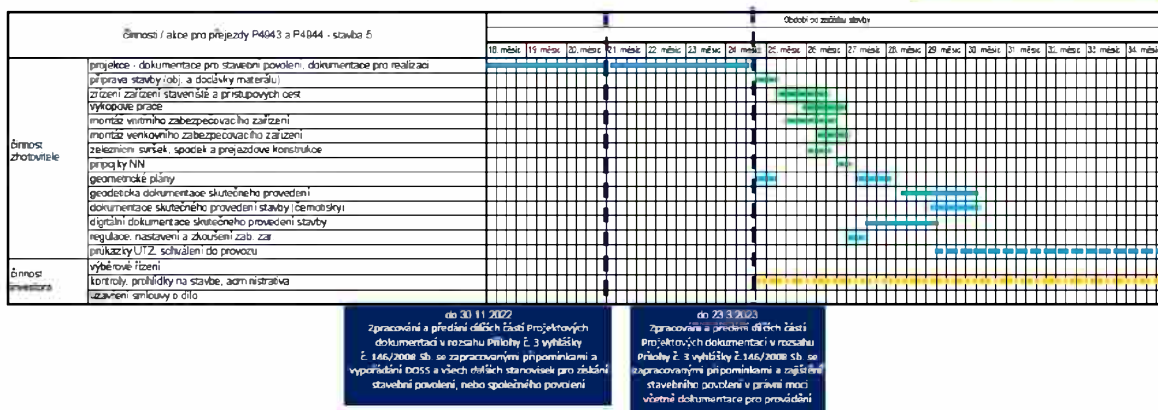 činnosti / akce pro přejezdy P4943 a P4944 - stavba 5
Období po začátku stavby
18. měsíc 19. měsíc 20. měsíc 21. měsíc 22. měsíc 23. měsíc 24. měsíc 25. měsíc 26. měsíc 27. měsíc 28. měsíc 29. měsíc 30. měsíc 31. měsíc 32. měsíc 33. měsíc 34. měsíc
činnost zhotovitele
projekce - dokumentace pro stavební povolení, dokumentace pro realizaci
příprava stavby (obj. a dodávky materálu)
zřízení zařízení staveniště a přístupových cest
výkopové práce
montáž vnitřního zabezpečovacího zařízení
montáž venkovního zabezpečovacího zařízení
železniční svršek, spodek a přejezdové konstrukce
přípojky NN
geometrické plány
geodetická dokumentace skutečného provedení
dokumentace skutečného provedení stavby (černotisky)
digitální dokumentace skutečného provedení stavby
regulace, nastavení a zkoušení zab. zař
průkazky UTZ, schválení do provozu
činnost investora
výběrové řízení
kontroly, prohlídky na stavbe, administrativa
uzavření smlouvy o dílo
do 30.11.2022
Zpracování a předání dílčích částí Projektových
dokumentací v rozsahu Přílohy č. 3 vyhlášky
č. 146/2008 Sb. se zapracovanými připomínkami a
vypořádání DOSS a všech dalších stanovisek pro získání
stavební povolení, nebo společného povolení
do 23.3.2023
Zpracování a předání dílčích částí
Projektových dokumentací v rozsahu
Přílohy č. 3 vyhlášky č.146/2008 Sb. se
zapracovanými připomínkami a zajištění
stavebního povolení v právní moci
včetně dokumentace pro provádění